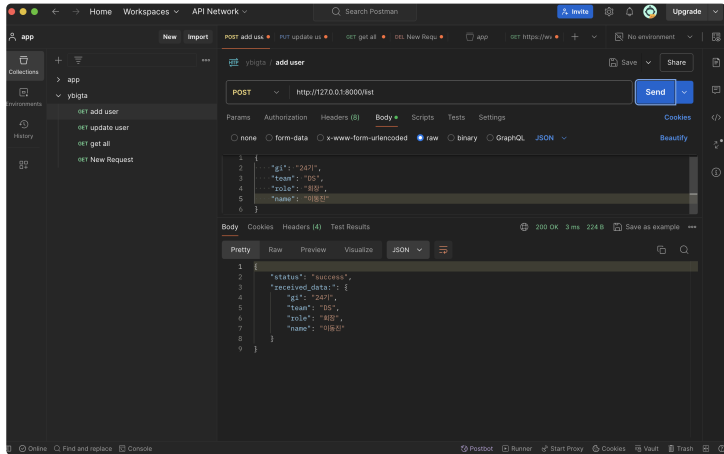 Home Workspaces API Network Search Postman Invite Upgrade
app New Import POST add use PUT update us GET get all DEL New Requ app GET https://w No environment
Collections
ybigta / add user Save Share
app
POST http://127.0.0.1:8000/list Send
Environments
ybigta
GET add user
Params Authorization Headers (8) Body Scripts Tests Settings Cookies
History
GET update user
none form-data x-www-form-urlencoded raw binary GraphQL JSON Beautify
GET get all
GET New Request
1 {
2 "gi": "24기",
3 "team": "DS",
4 "role": "회장",
5 "name": "이동진"
6 }
Body Cookies Headers (4) Test Results 200 OK 3 ms 224 B Save as example
Pretty Raw Preview Visualize JSON
1 {
2 "status": "success",
3 "received_data:": {
4 "gi": "24기",
5 "team": "DS",
6 "role": "회장",
7 "name": "이동진"
8 }
9 }
Online Find and replace Console Postbot Runner Start Proxy Cookies Vault Trash